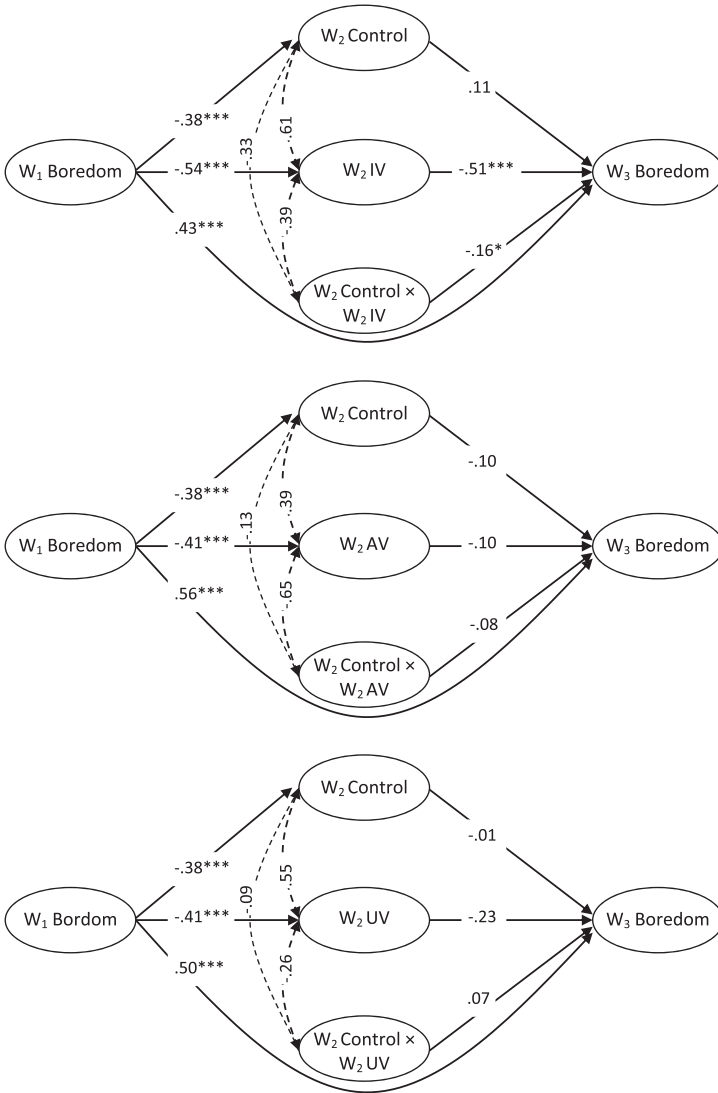 W₂ Control
-.38***
.11
.61
-.33
W₁ Boredom
-.54***
W₂ IV
-.51***
W₃ Boredom
-.39
.43***
-.16*
W₂ Control ×
W₂ IV
W₂ Control
-.38***
-.10
.39
-.13
W₁ Boredom
-.41***
W₂ AV
-.10
W₃ Boredom
-.65
.56***
-.08
W₂ Control ×
W₂ AV
W₂ Control
-.38***
-.01
.55
-.09
W₁ Bordom
-.41***
W₂ UV
-.23
W₃ Boredom
-.26
.50***
.07
W₂ Control ×
W₂ UV